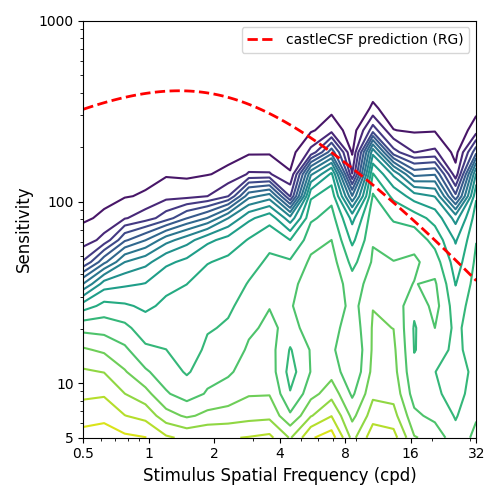 1000
castleCSF prediction (RG)
100
10
5
Sensitivity
0.5 1 2 4 8 16 32
Stimulus Spatial Frequency (cpd)